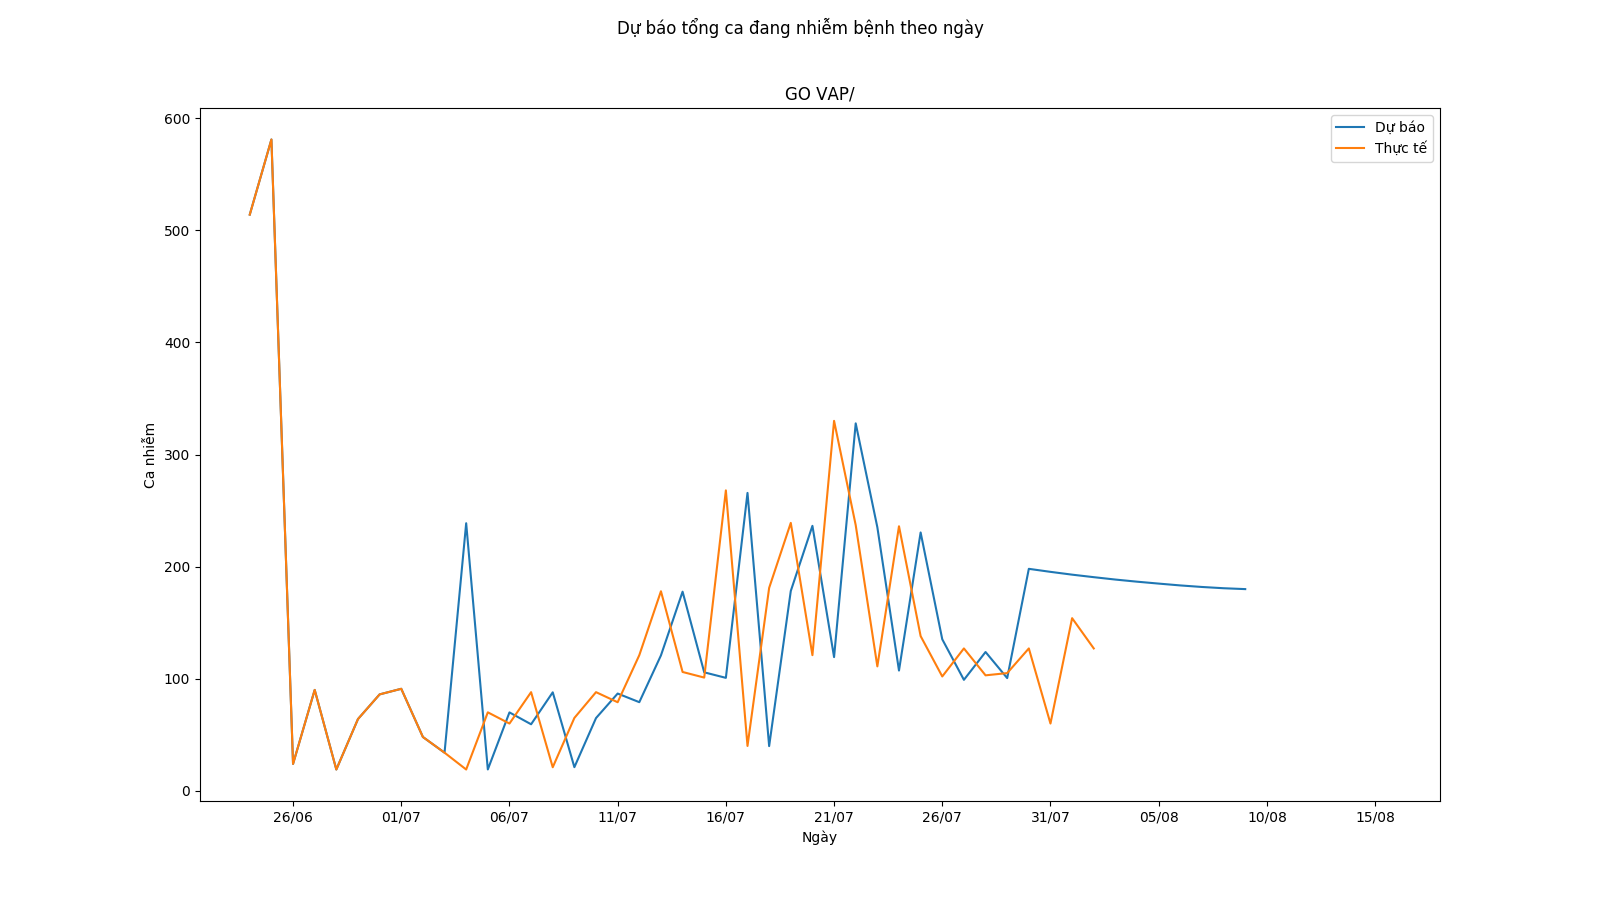 Dự báo tổng ca đang nhiễm bệnh theo ngày
GO VAP/
600
500
400
300
200
100
0
Ca nhiễm
Dự báo
Thực tế
26/06 01/07 06/07 11/07 16/07 21/07 26/07 31/07 05/08 10/08 15/08
Ngày